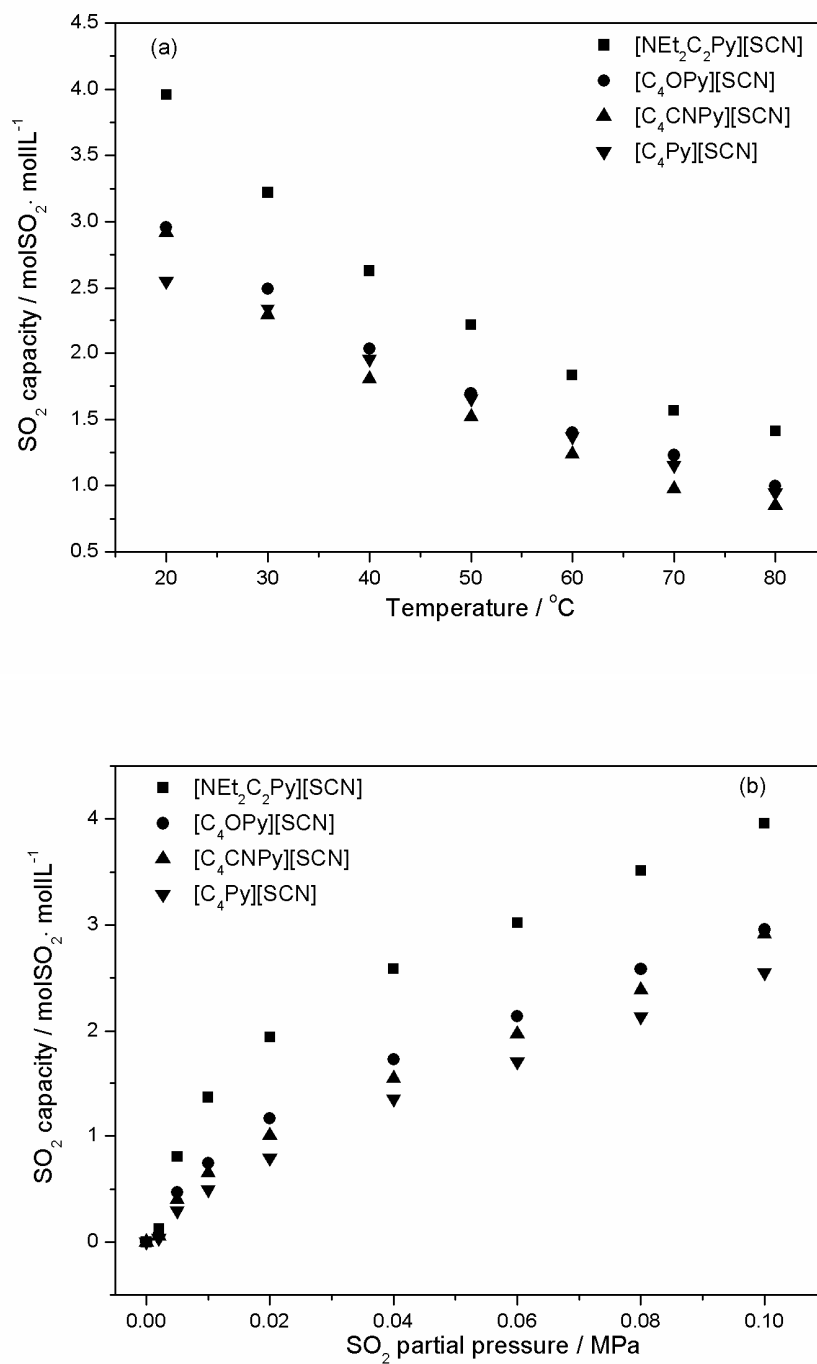 (a)
[NEt₂C₂Py][SCN]
[C₄OPy][SCN]
[C₄CNPy][SCN]
[C₄Py][SCN]
SO₂ capacity / molSO₂· molIL⁻¹
4.5
4.0
3.5
3.0
2.5
2.0
1.5
1.0
0.5
20 30 40 50 60 70 80
Temperature / °C
(b)
[NEt₂C₂Py][SCN]
[C₄OPy][SCN]
[C₄CNPy][SCN]
[C₄Py][SCN]
SO₂ capacity / molSO₂· molIL⁻¹
4
3
2
1
0
0.00 0.02 0.04 0.06 0.08 0.10
SO₂ partial pressure / MPa